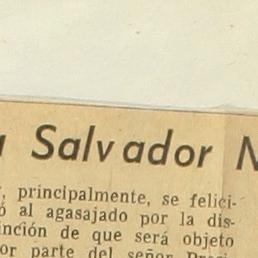 Salvador
principalmente, se felici-
al agasajado por la dis-
de que será objeto
parte del señor